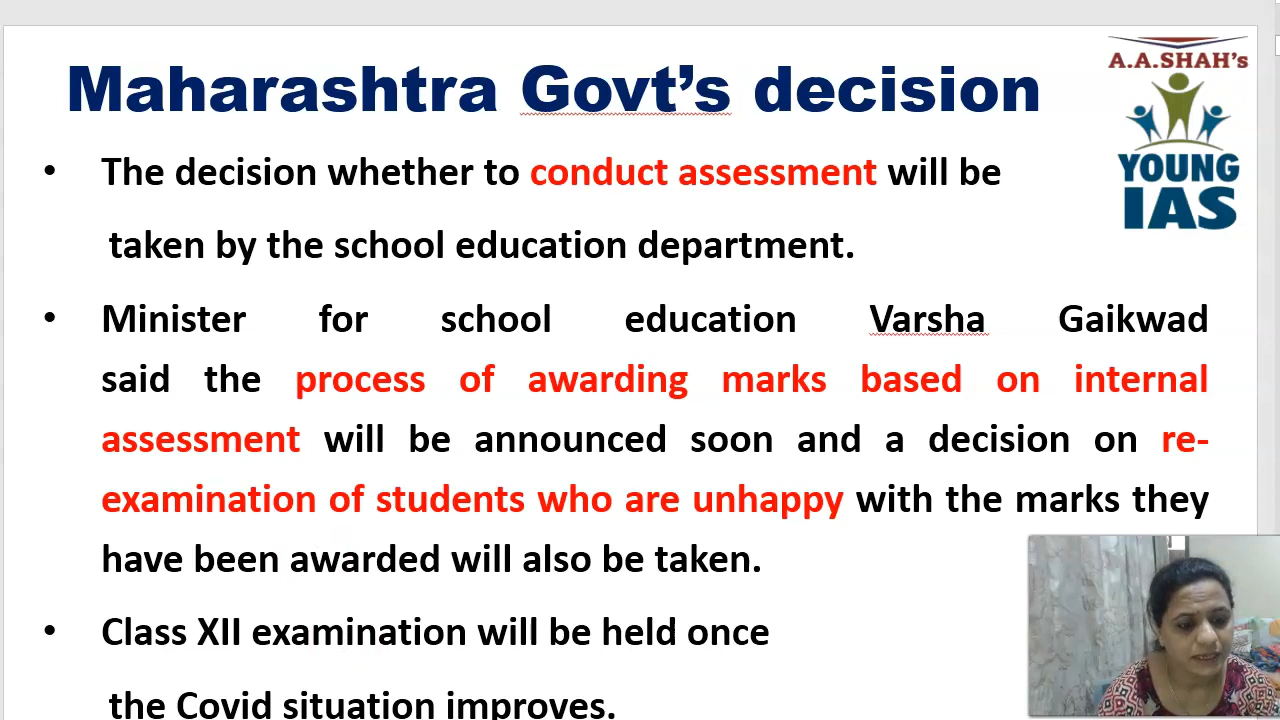 A.A.SHAH's
YOUNG
IAS
Maharashtra Govt’s decision
• The decision whether to conduct assessment will be
taken by the school education department.
• Minister for school education Varsha Gaikwad
said the process of awarding marks based on internal
assessment will be announced soon and a decision on re-
examination of students who are unhappy with the marks they
have been awarded will also be taken.
• Class XII examination will be held once
the Covid situation improves.